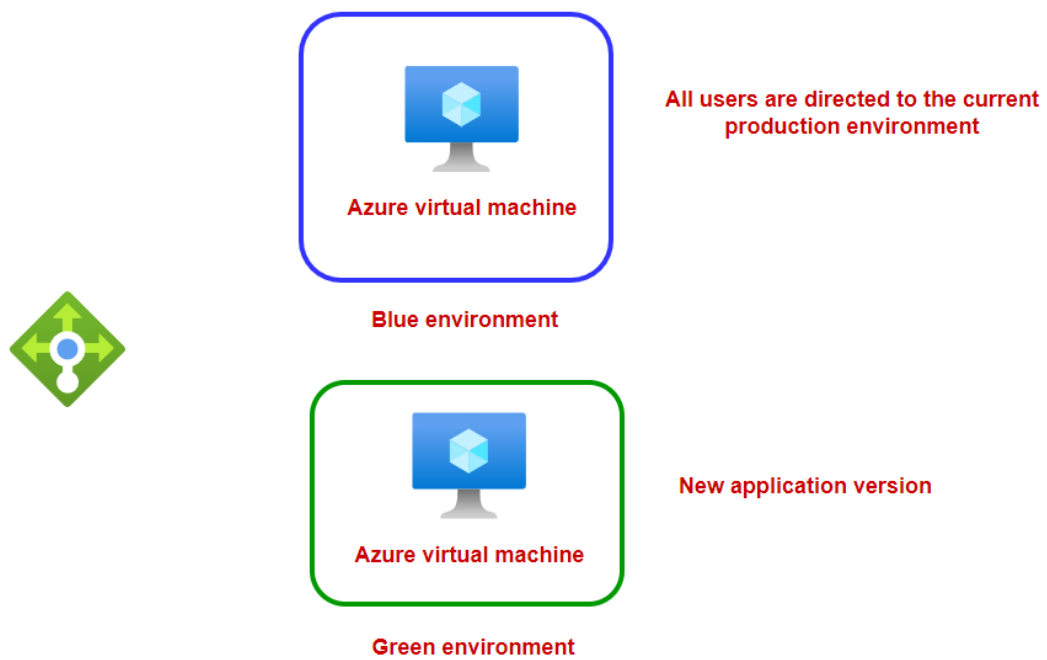 All users are directed to the current
production environment
Azure virtual machine
Blue environment
New application version
Azure virtual machine
Green environment